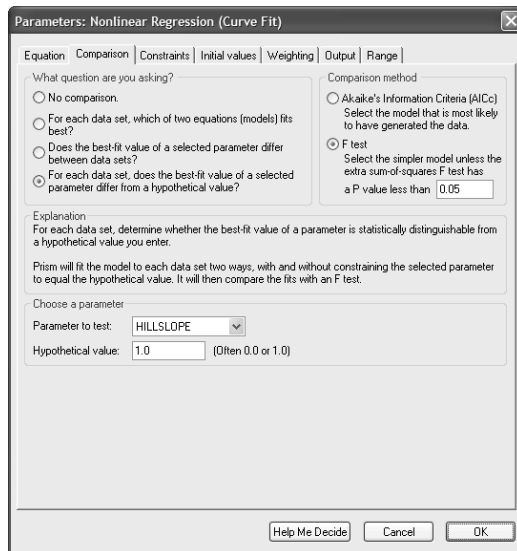 Parameters: Nonlinear Regression (Curve Fit)
Equation Comparison Constraints Initial values Weighting Output Range
What question are you asking?
No comparison.
For each data set, which of two equations (models) fits
best?
Does the best-fit value of a selected parameter differ
between data sets?
For each data set, does the best-fit value of a selected
parameter differ from a hypothetical value?
Comparison method
Akaike's Information Criteria (AICc)
Select the model that is most likely
to have generated the data.
F test
Select the simpler model unless the
extra sum-of-squares F test has
a P value less than 0.05
Explanation
For each data set, determine whether the best-fit value of a parameter is statistically distinguishable from
a hypothetical value you enter.
Prism will fit the model to each data set two ways, with and without constraining the selected parameter
to equal the hypothetical value. It will then compare the fits with an F test.
Choose a parameter
Parameter to test: HILLSLOPE
Hypothetical value: 1.0 (Often 0.0 or 1.0)
Help Me Decide Cancel OK